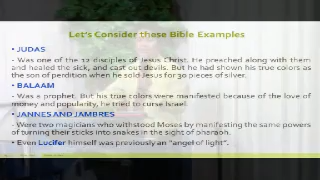 Let's Consider these Bible Examples
• JUDAS
- Was one of the 12 disciples of Jesus Christ. He preached along with them
and healed the sick, and cast out devils. But he had shown his true colors as
the son of perdition when he sold Jesus for 30 pieces of silver.
• BALAAM
- Was a prophet. But his true colors were manifested because of the love of
money and popularity, he tried to curse Israel.
• JANNES AND JAMBRES
- Were two magicians who withstood Moses by manifesting the same powers
of turning their sticks into snakes in the sight of pharaoh.
• Even Lucifer himself was previously an "angel of light".